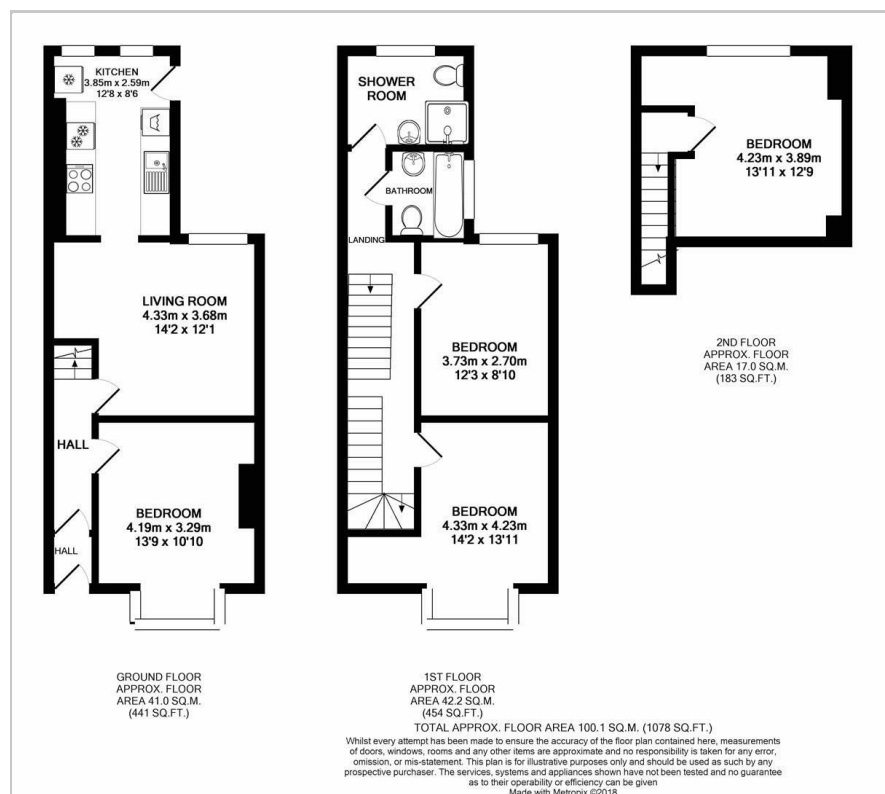 KITCHEN
3.85m x 2.59m
12'8 x 8'6
LIVING ROOM
4.33m x 3.68m
14'2 x 12'1
HALL
BEDROOM
4.19m x 3.29m
13'9 x 10'10
HALL
GROUND FLOOR
APPROX. FLOOR
AREA 41.0 SQ.M.
(441 SQ.FT.)
SHOWER
ROOM
BATHROOM
LANDING
BEDROOM
3.73m x 2.70m
12'3 x 8'10
BEDROOM
4.33m x 4.23m
14'2 x 13'11
1ST FLOOR
APPROX. FLOOR
AREA 42.2 SQ.M.
(454 SQ.FT.)
BEDROOM
4.23m x 3.89m
13'11 x 12'9
2ND FLOOR
APPROX. FLOOR
AREA 17.0 SQ.M.
(183 SQ.FT.)
TOTAL APPROX. FLOOR AREA 100.1 SQ.M. (1078 SQ.FT.)
Whilst every attempt has been made to ensure the accuracy of the floor plan contained here, measurements
of doors, windows, rooms and any other items are approximate and no responsibility is taken for any error,
omission, or mis-statement. This plan is for illustrative purposes only and should be used as such by any
prospective purchaser. The services, systems and appliances shown have not been tested and no guarantee
as to their operability or efficiency can be given
Made with Metropix ©2018